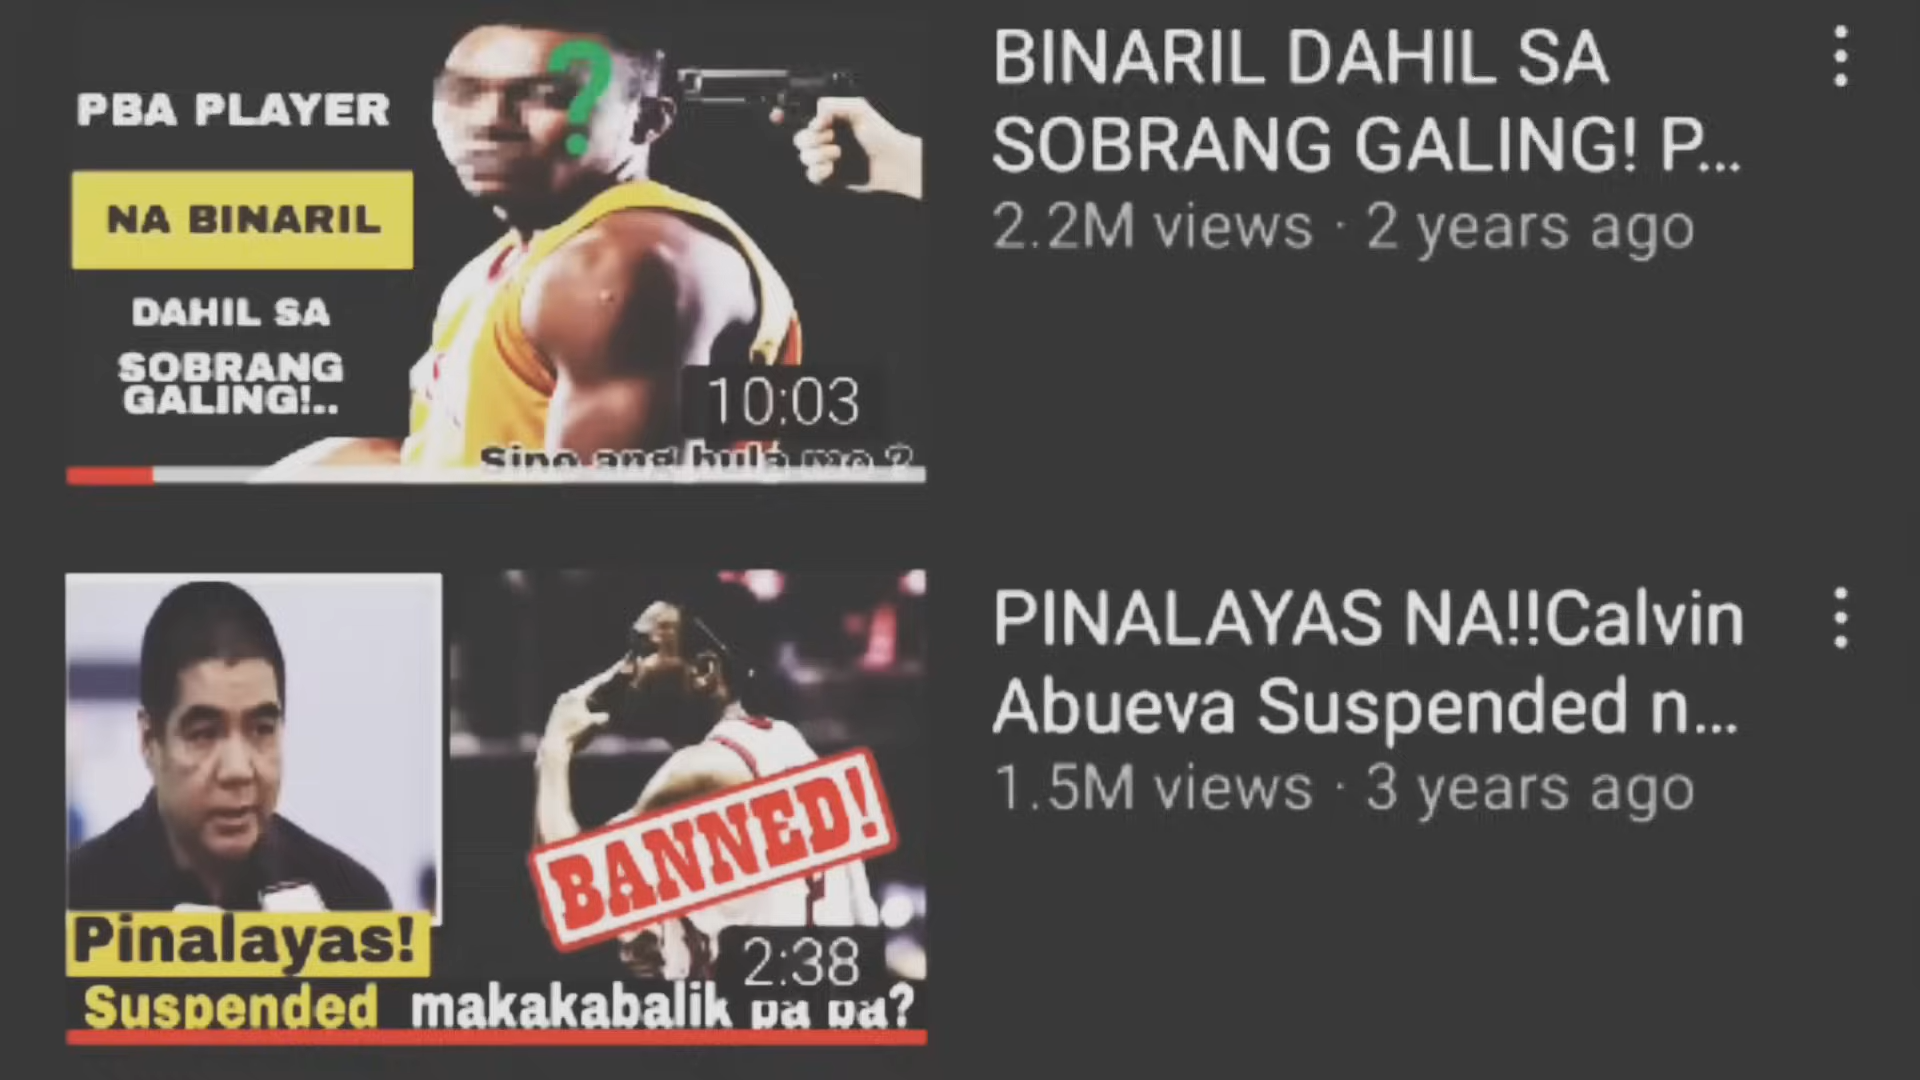 PBA PLAYER
NA BINARIL
DAHIL SA
SOBRANG
GALING!..
?
10:03
Sino ang hula mo ?
BINARIL DAHIL SA
SOBRANG GALING! P...
2.2M views · 2 years ago
BANNED!
Pinalayas!
2:38
Suspended makakabalik pa ba?
PINALAYAS NA!!Calvin
Abueva Suspended n...
1.5M views · 3 years ago